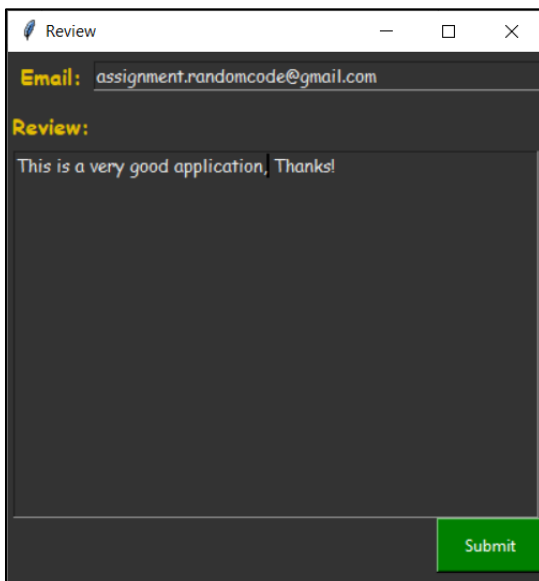 Review
Email: assignment.randomcode@gmail.com
Review:
This is a very good application, Thanks!
Submit